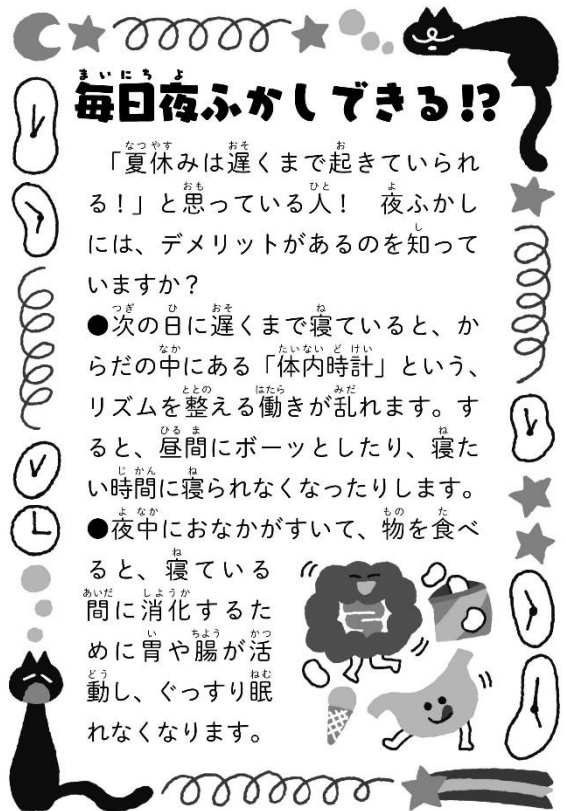 毎日夜ふかしできる!?
「夏休みは遅くまで起きていられ
る!」と思っている人! 夜ふかし
には、デメリットがあるのを知って
いますか?
●次の日に遅くまで寝ていると、か
らだの中にある「体内時計」という、
リズムを整える働きが乱れます。す
ると、昼間にボーッとしたり、寝た
い時間に寝られなくなったりします。
●夜中におなかがすいて、物を食べ
ると、寝ている
間に消化するた
めに胃や腸が活
動し、ぐっすり眠
れなくなります。